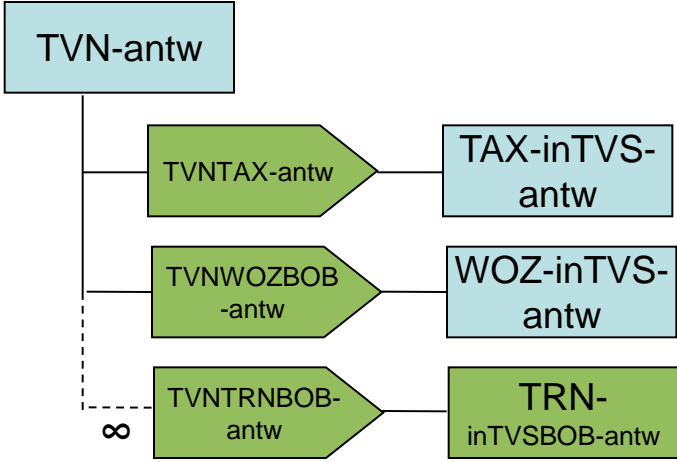 TVN-antw
TVNTAX-antw
TAX-inTVS-
antw
TVNWOZBOB
-antw
WOZ-inTVS-
antw
TVNTRNBOB-
antw
TRN-
inTVSBOB-antw
∞